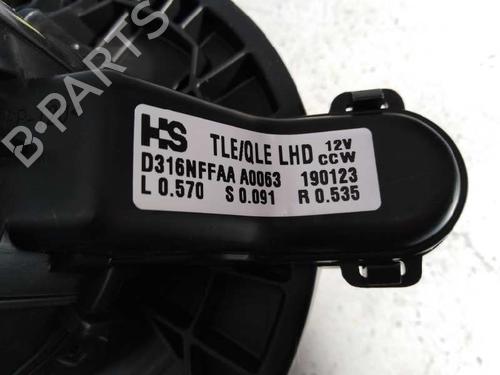 B-PARTS
HS TLE/QLE LHD 12V CCW
D316NFFAA A0063 190123
L 0.570 S 0.091 R 0.535